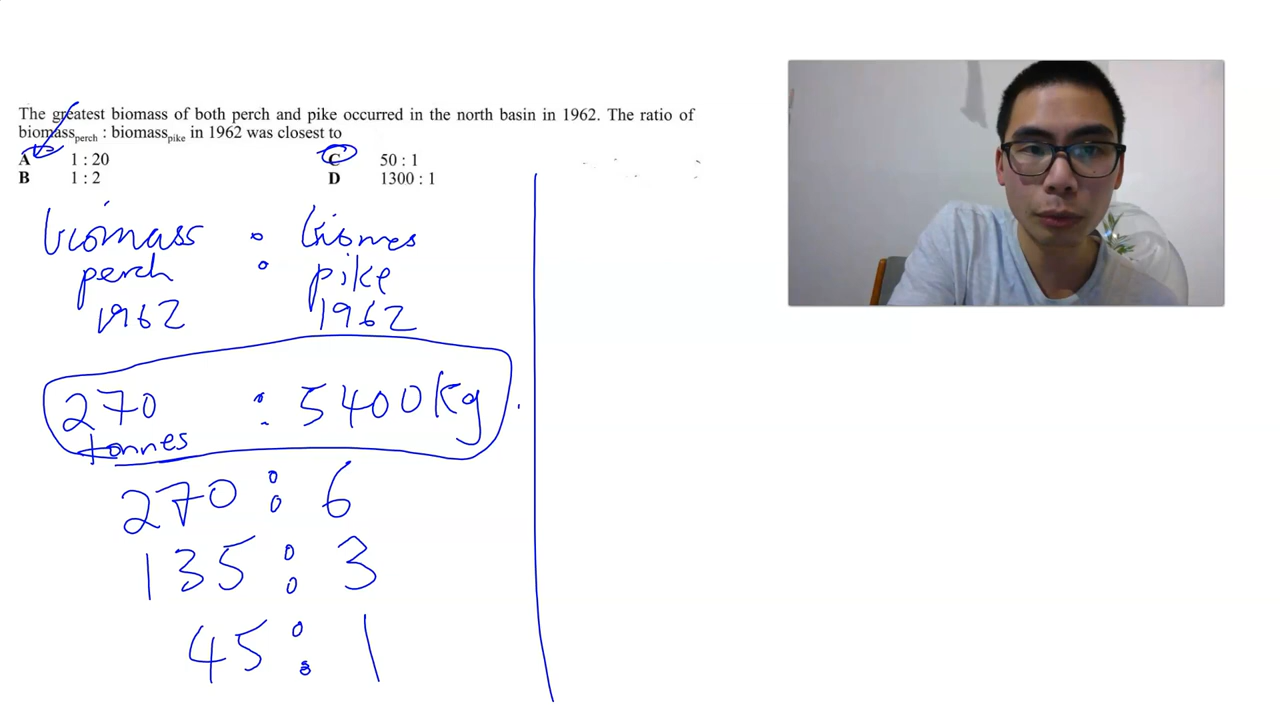 The greatest biomass of both perch and pike occurred in the north basin in 1962. The ratio of
biomassperch : biomasspike in 1962 was closest to
A 1 : 20 C 50 : 1
B 1 : 2 D 1300 : 1
biomass : biomes
perch pike
1962 1962
270 : 5400kg
tonnes
270 : 6
135 : 3
45 : 1